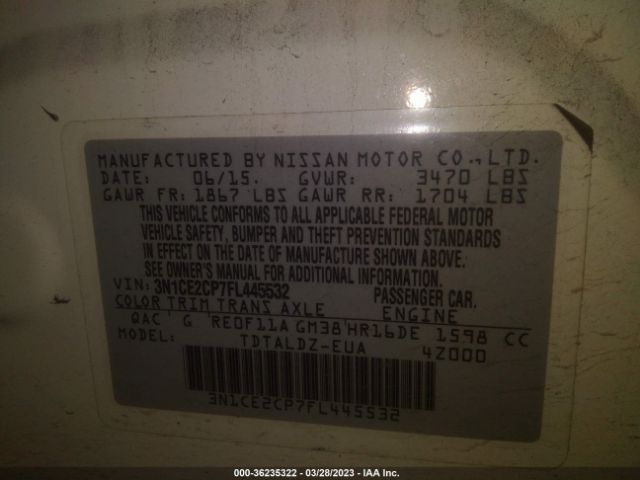 MANUFACTURED BY NISSAN MOTOR CO., LTD.
DATE: 06/15. GVWR: 3470 LBS
GAWR FR: 1867 LBS GAWR RR: 1704 LBS
THIS VEHICLE CONFORMS TO ALL APPLICABLE FEDERAL MOTOR
VEHICLE SAFETY, BUMPER AND THEFT PREVENTION STANDARDS
IN EFFECT ON THE DATE OF MANUFACTURE SHOWN ABOVE.
SEE OWNER'S MANUAL FOR ADDITIONAL INFORMATION.
VIN: 3N1CE2CP7FL445532 PASSENGER CAR.
COLOR TRIM TRANS AXLE ENGINE
QAC G RE0F11A GM38 HR16DE 1598 CC
MODEL: TDTALDZ-EUA 4Z000
3N1CE2CP7FL445532
000-36235322 - 03/28/2023 - IAA Inc.